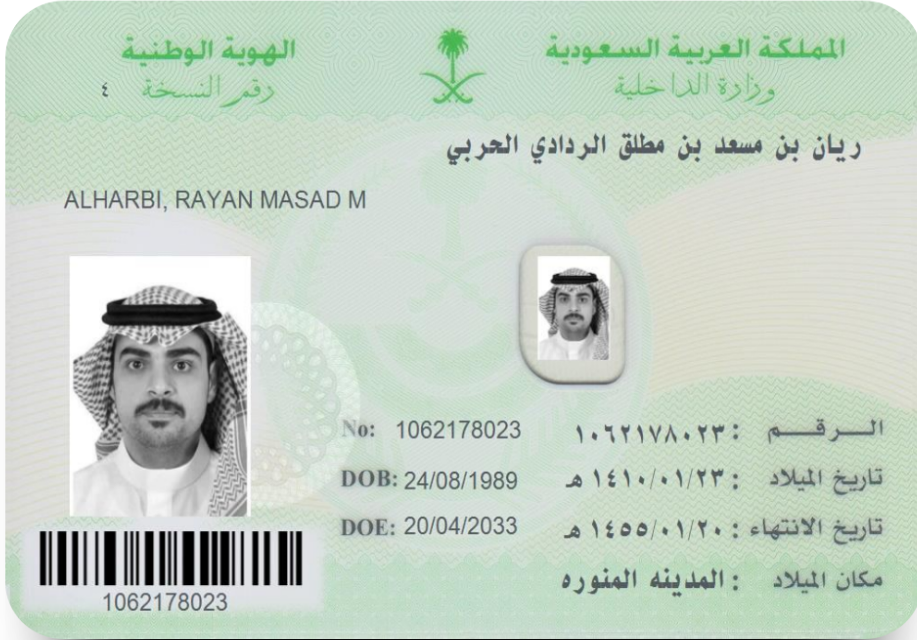 المملكة العربية السعودية
وزارة الداخلية
الهوية الوطنية
رقم النسخة ٤
ريان بن مسعد بن مطلق الردادي الحربي
ALHARBI, RAYAN MASAD M
الـــرقـــم : ١٠٦٢١٧٨٠٢٣
No: 1062178023
تاريخ الميلاد : ١٤١٠/٠١/٢٣ هـ
DOB: 24/08/1989
تاريخ الانتهاء : ١٤٥٥/٠١/٢٠ هـ
DOE: 20/04/2033
مكان الميلاد : المدينه المنوره
1062178023